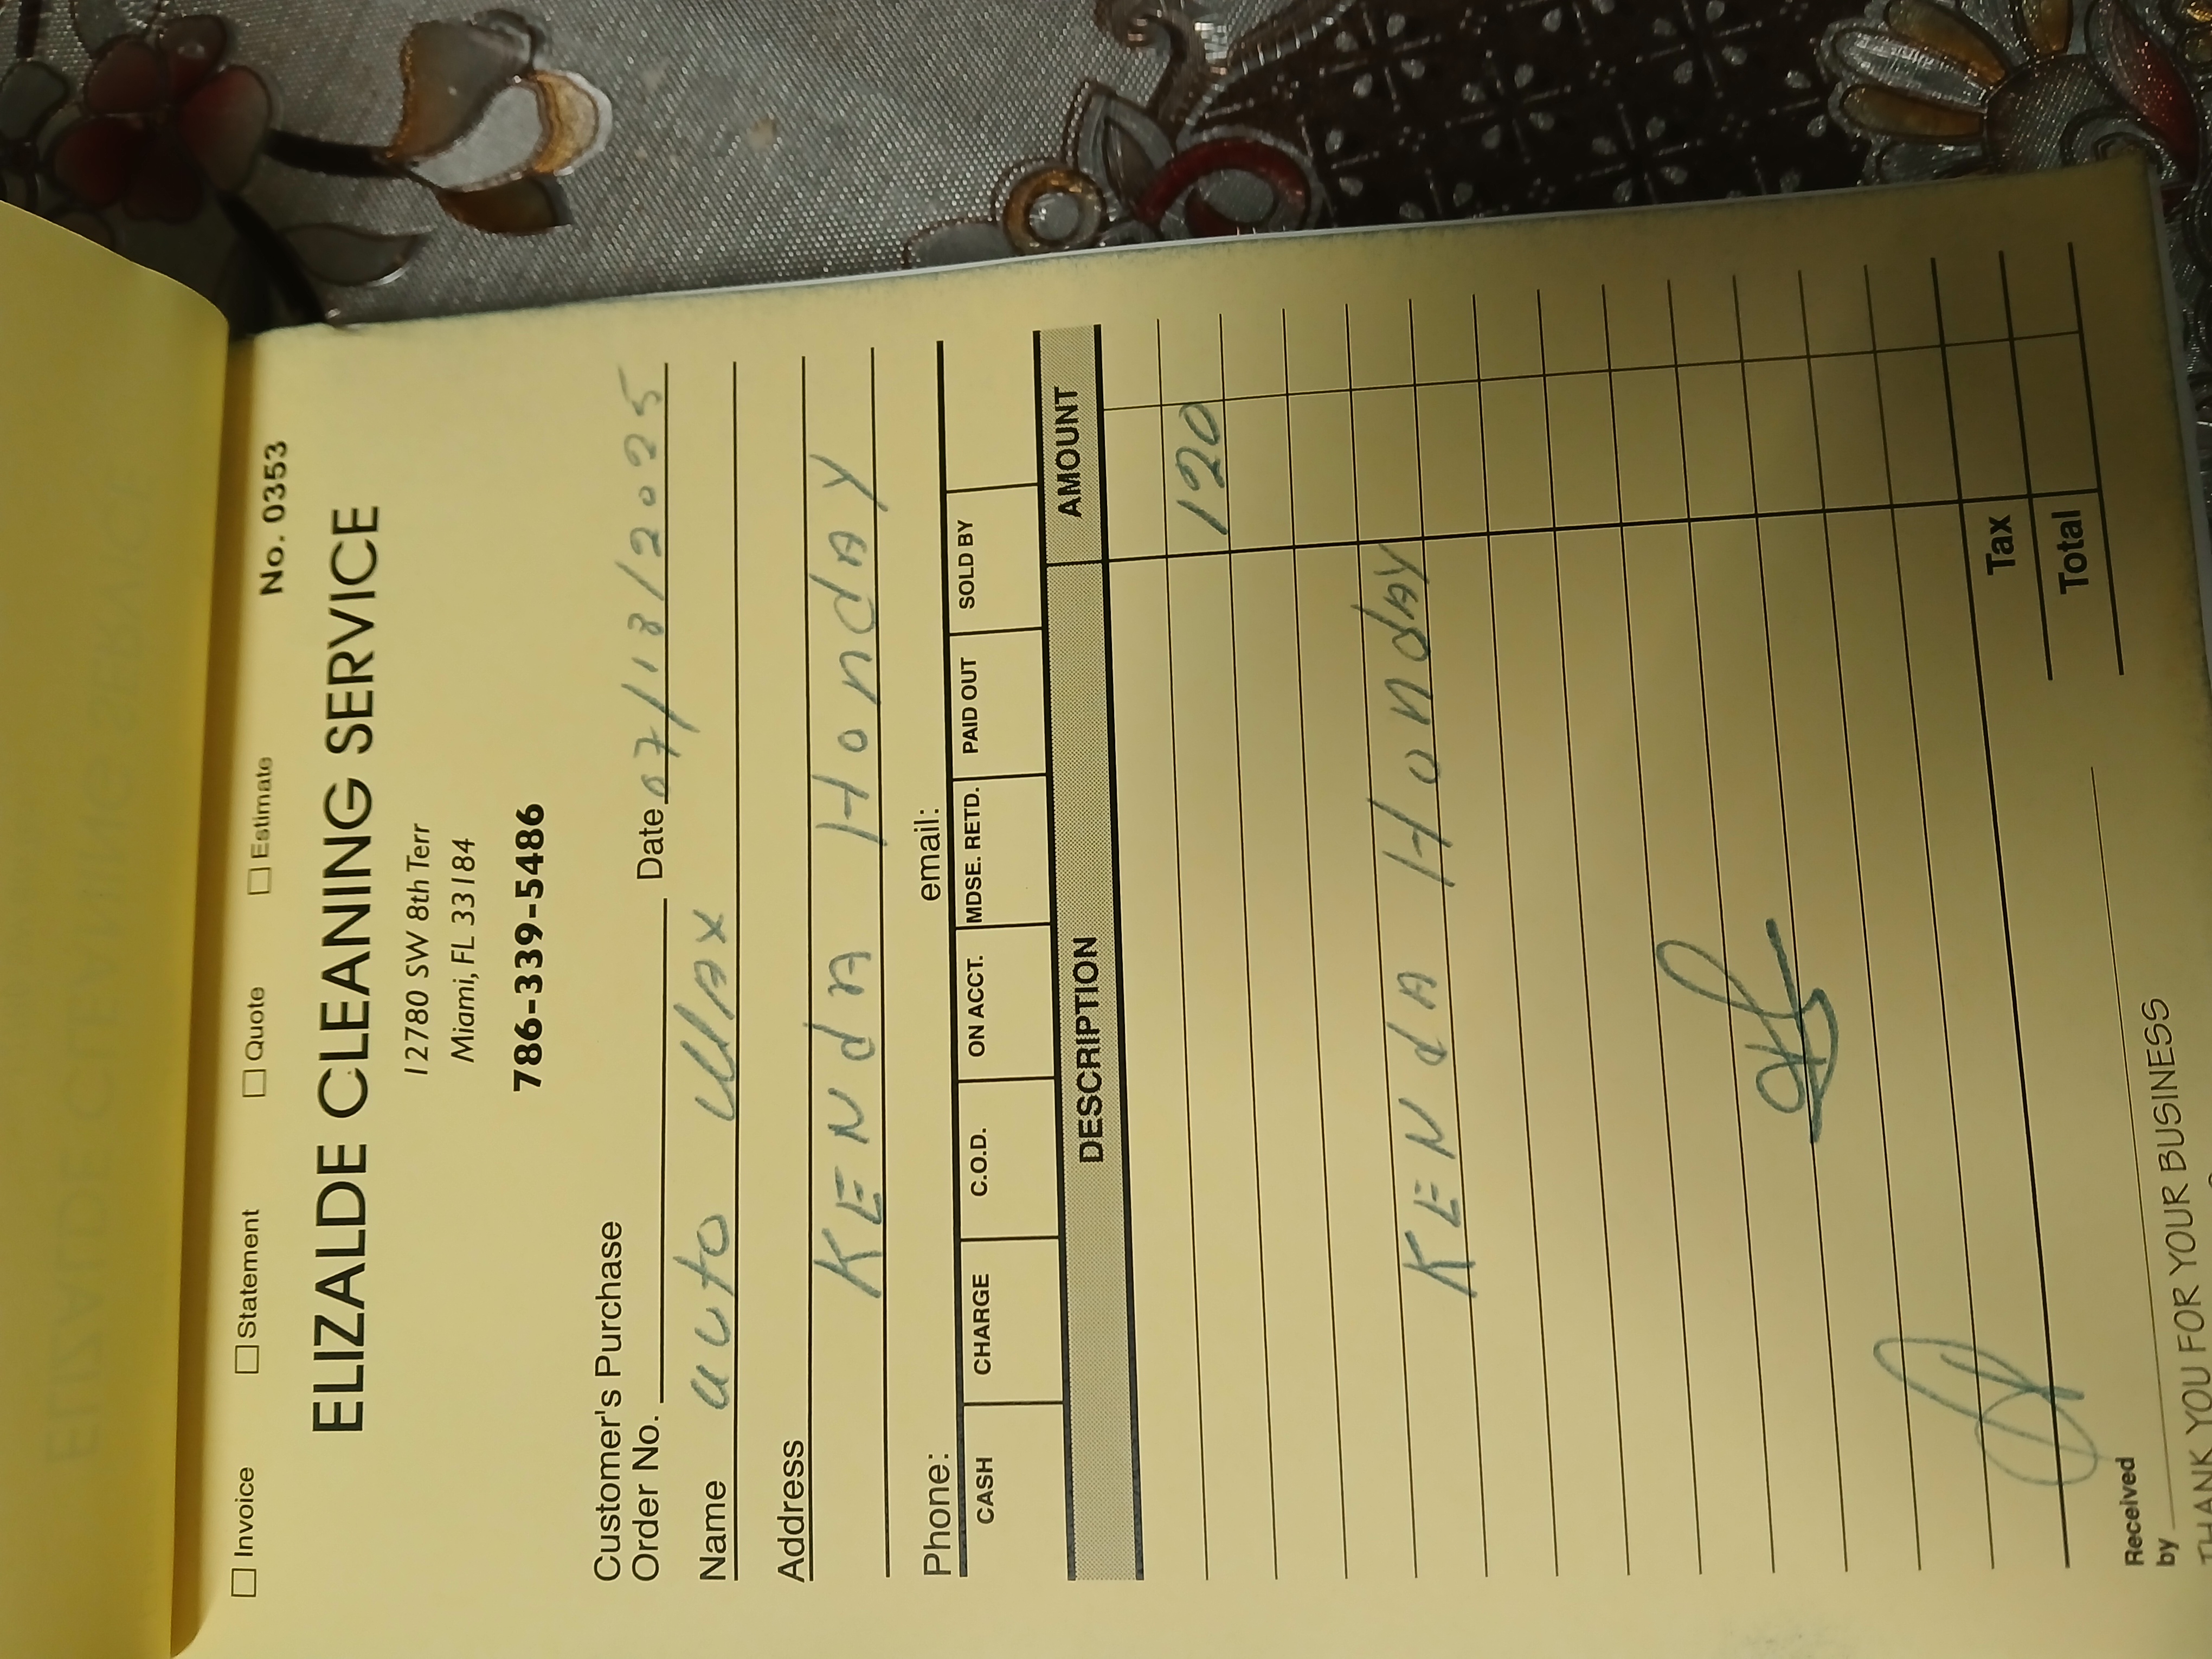 ☐ Invoice ☐ Statement ☐ Quote ☐ Estimate
No. 0353
ELIZALDE CLEANING SERVICE
12780 SW 8th Terr
Miami, FL 33184
786-339-5486
Customer's Purchase
Order No. Date 07/18/2025
Name auto Max
Address
KENdA HondAy
Phone: email:
CASH CHARGE C.O.D. ON ACCT. MDSE. RETD. PAID OUT SOLD BY
DESCRIPTION AMOUNT
120
KENdA HondAy
Tax
Total
Received
by
THANK YOU FOR YOUR BUSINESS